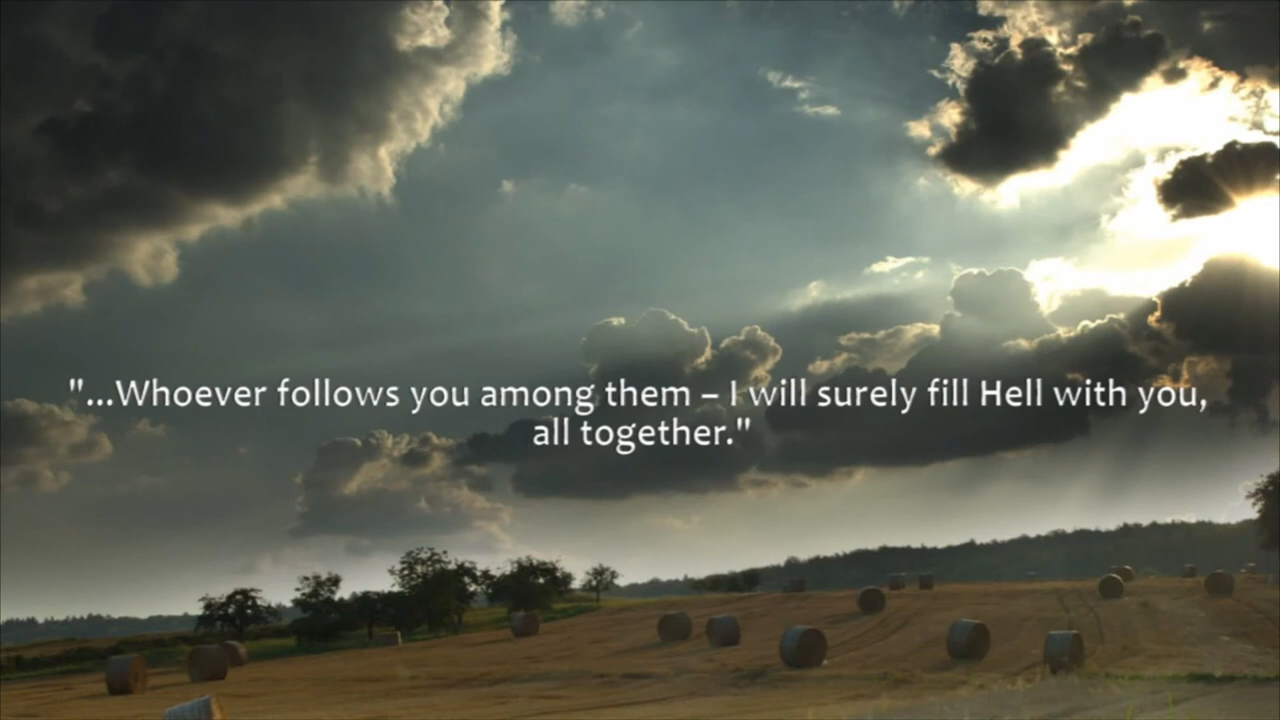 "...Whoever follows you among them – I will surely fill Hell with you,
all together."